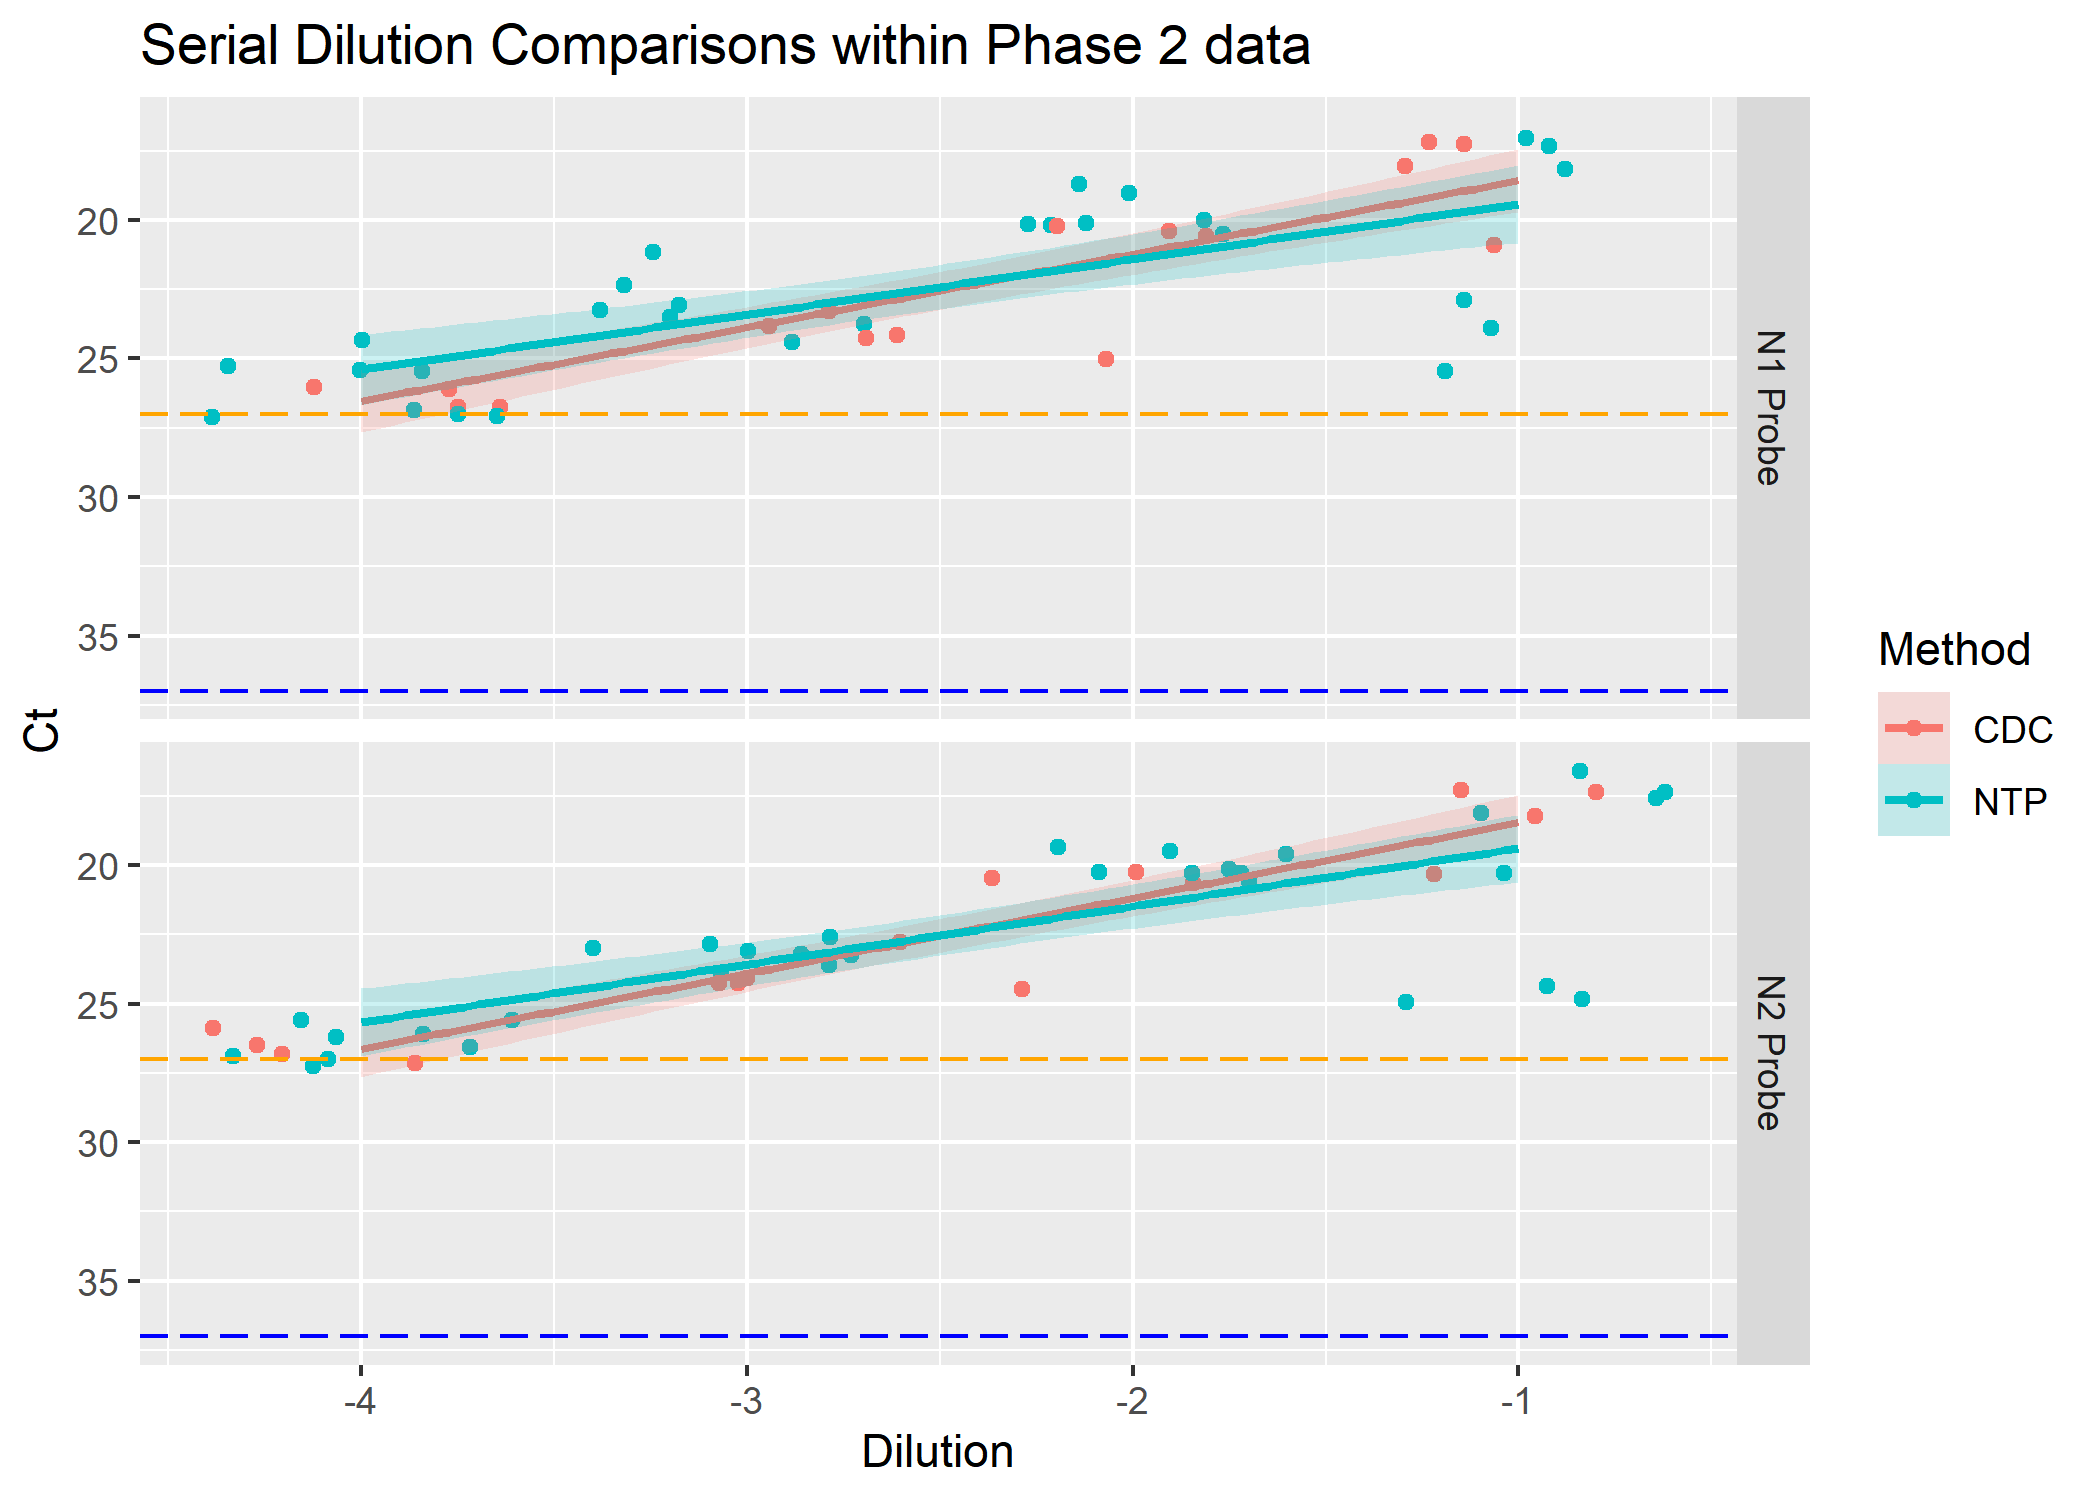 Serial Dilution Comparisons within Phase 2 data
20
25
30
35
N1 Probe
20
25
30
35
N2 Probe
Ct
-4
-3
-2
-1
Dilution
Method
CDC
NTP